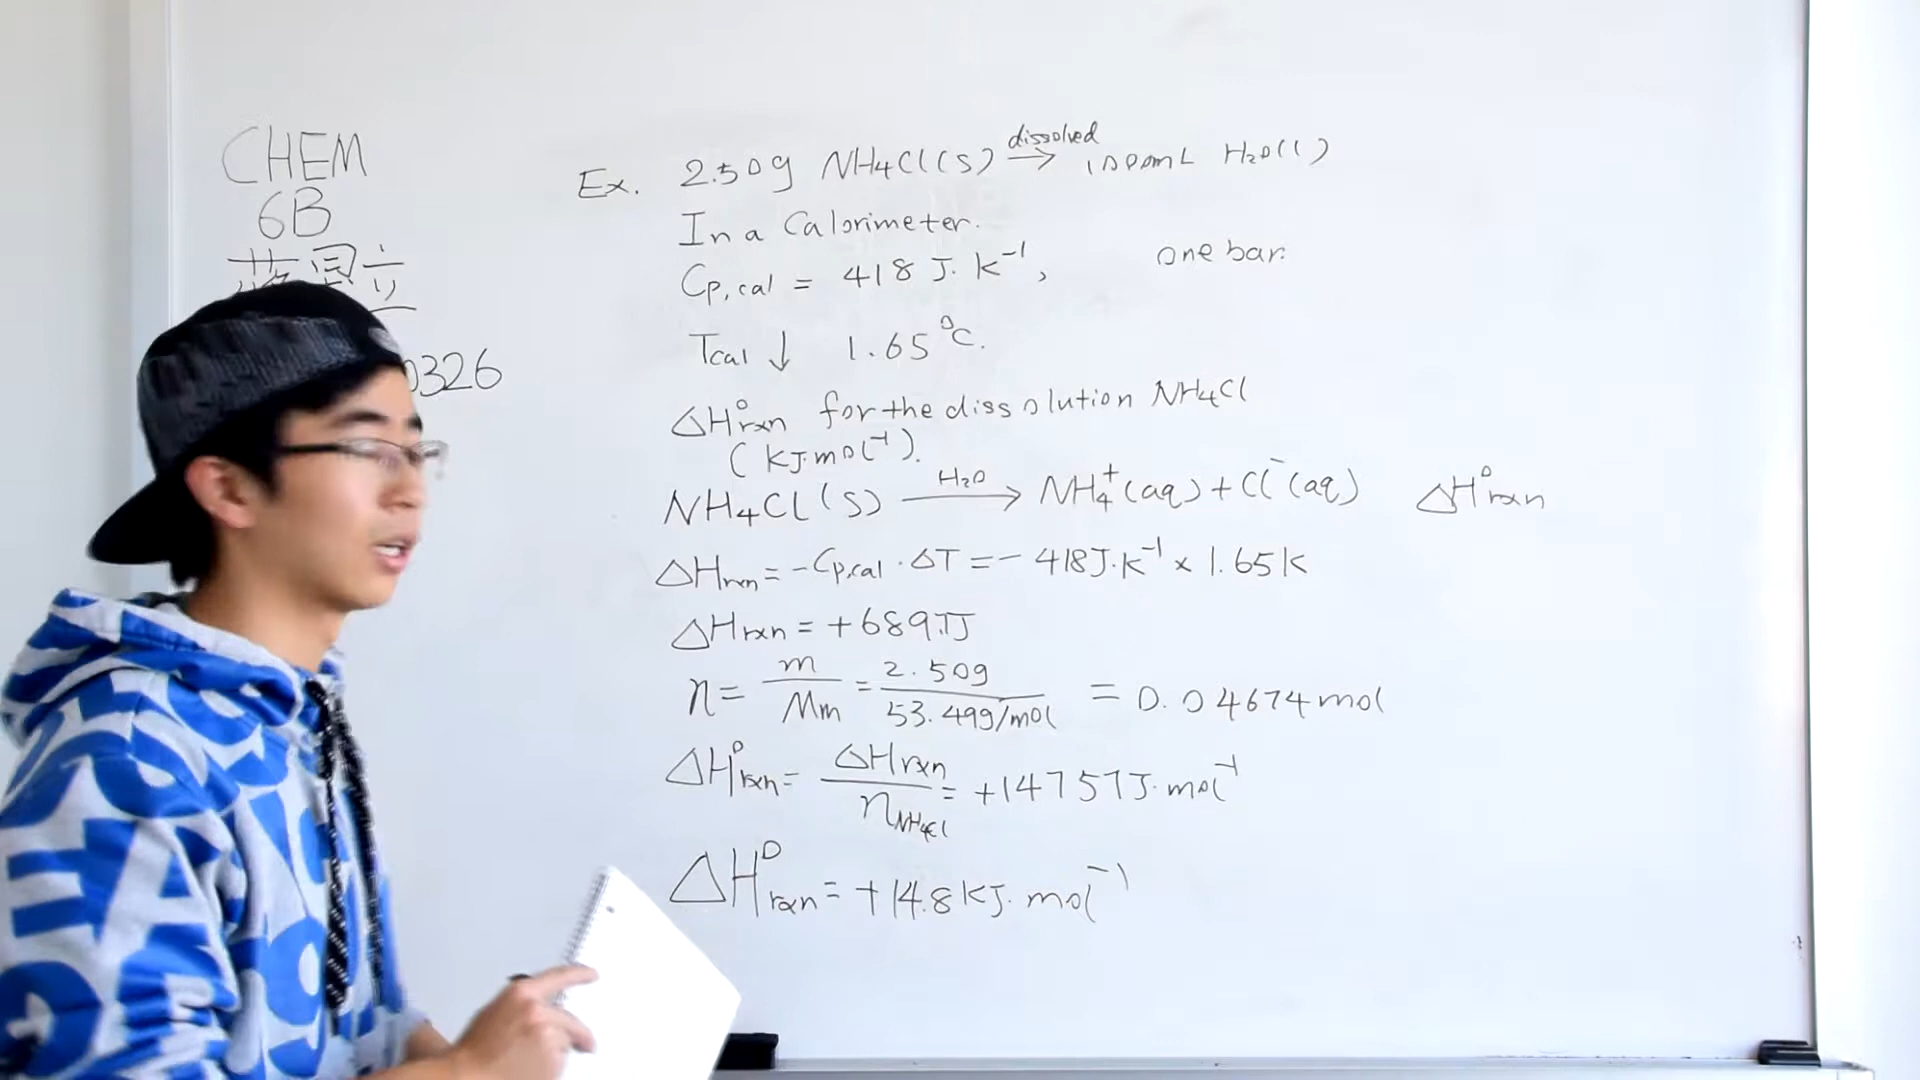 CHEM
6B
0326
Ex. 2.50g NH4Cl(s) dissolved → 100mL H2O(l)
In a Calorimeter.
Cp,cal = 418 J·K⁻¹, one bar.
Tcal ↓ 1.65°C.
ΔH°rxn for the dissolution NH4Cl
(kJ·mol⁻¹).
NH4Cl(s) —H2O→ NH4⁺(aq) + Cl⁻(aq) ΔH°rxn
ΔHrxn = -Cp,cal · ΔT = - 418J·K⁻¹ × 1.65K
ΔHrxn = +689.7J
n = m/Mm = 2.50g/53.49g/mol = 0.04674 mol
ΔH°rxn = ΔHrxn/nNH4Cl = +14757J·mol⁻¹
ΔH°rxn = +14.8kJ·mol⁻¹